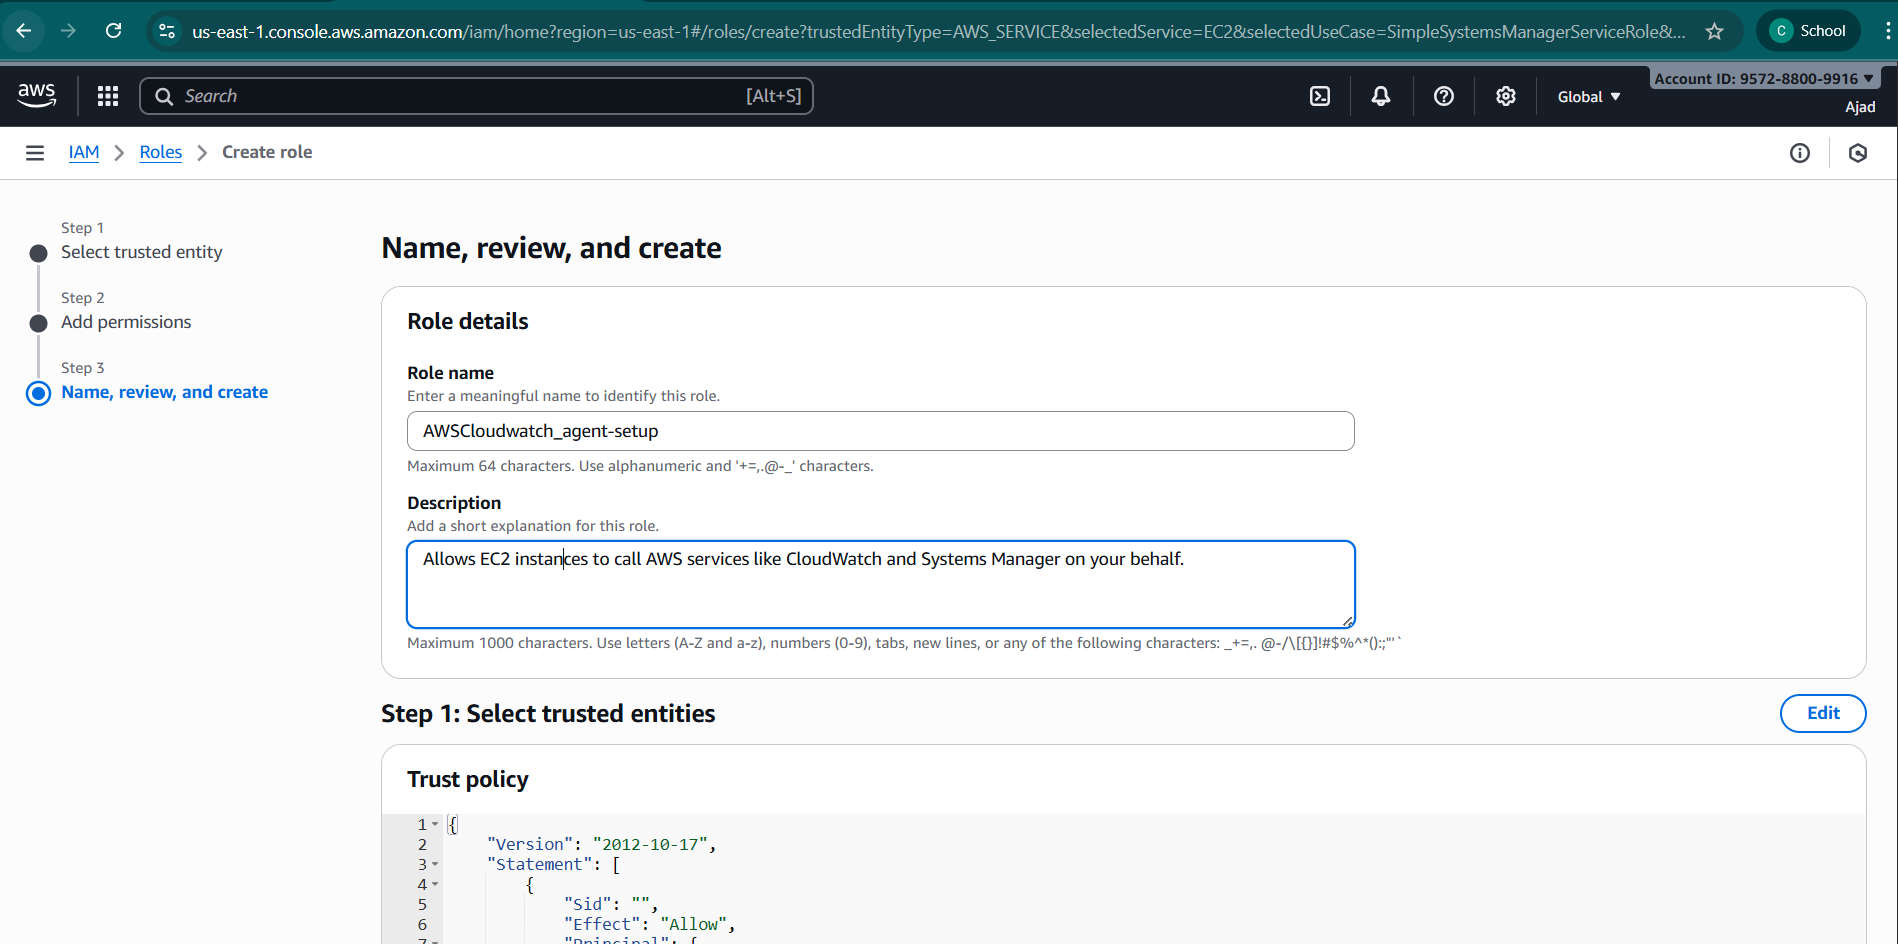 us-east-1.console.aws.amazon.com/iam/home?region=us-east-1#/roles/create?trustedEntityType=AWS_SERVICE&selectedService=EC2&selectedUseCase=SimpleSystemsManagerServiceRole&...
C School
aws
Search [Alt+S]
Global
Account ID: 9572-8800-9916
Ajad
IAM > Roles > Create role
Step 1
Select trusted entity
Step 2
Add permissions
Step 3
Name, review, and create
Name, review, and create
Role details
Role name
Enter a meaningful name to identify this role.
AWSCloudwatch_agent-setup
Maximum 64 characters. Use alphanumeric and '+=,.@-_' characters.
Description
Add a short explanation for this role.
Allows EC2 instances to call AWS services like CloudWatch and Systems Manager on your behalf.
Maximum 1000 characters. Use letters (A-Z and a-z), numbers (0-9), tabs, new lines, or any of the following characters: _+=,. @-/\[{}]!#$%^*();:"'`
Step 1: Select trusted entities
Edit
Trust policy
1 {
2 "Version": "2012-10-17",
3 "Statement": [
4 {
5 "Sid": "",
6 "Effect": "Allow",
7 "Principal": {